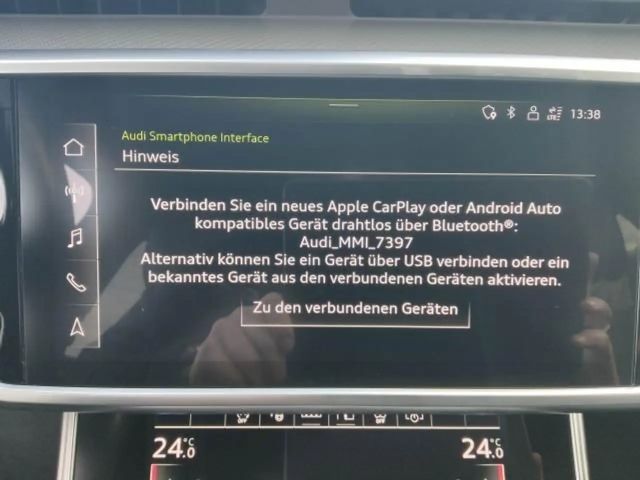 13:38
Audi Smartphone Interface
Hinweis
Verbinden Sie ein neues Apple CarPlay oder Android Auto
kompatibles Gerät drahtlos über Bluetooth®:
Audi_MMI_7397
Alternativ können Sie ein Gerät über USB verbinden oder ein
bekanntes Gerät aus den verbundenen Geräten aktivieren.
Zu den verbundenen Geräten
OFF OFF
24.0°C 24.0°C